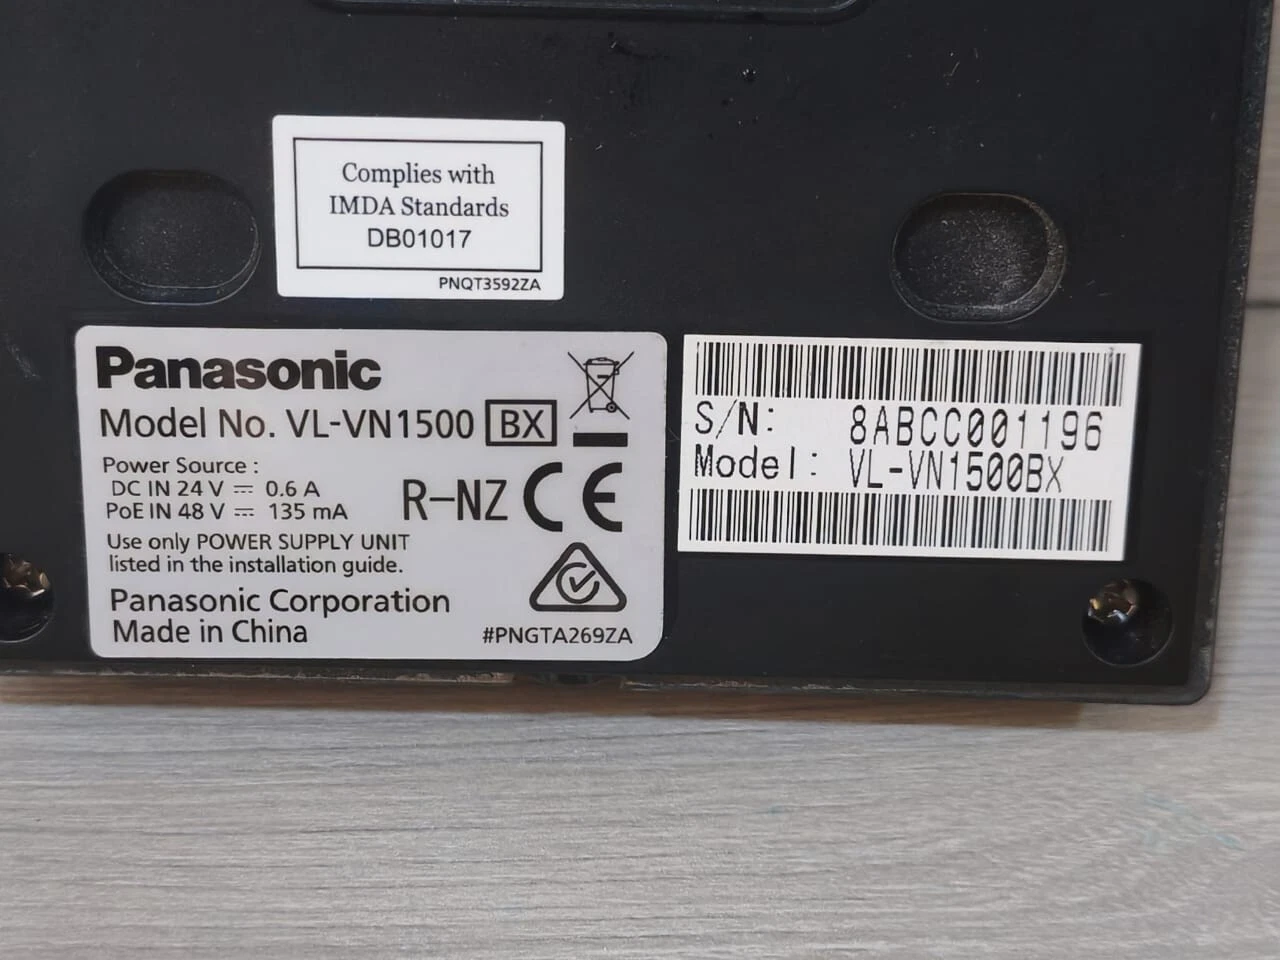 Complies with
IMDA Standards
DB01017
PNQT3592ZA
Panasonic
Model No. VL-VN1500 BX
Power Source :
DC IN 24 V ⎓ 0.6 A
PoE IN 48 V ⎓ 135 mA
R-NZ CE
Use only POWER SUPPLY UNIT
listed in the installation guide.
Panasonic Corporation
Made in China
#PNGTA269ZA
S/N: 8ABCC001196
Model: VL-VN1500BX